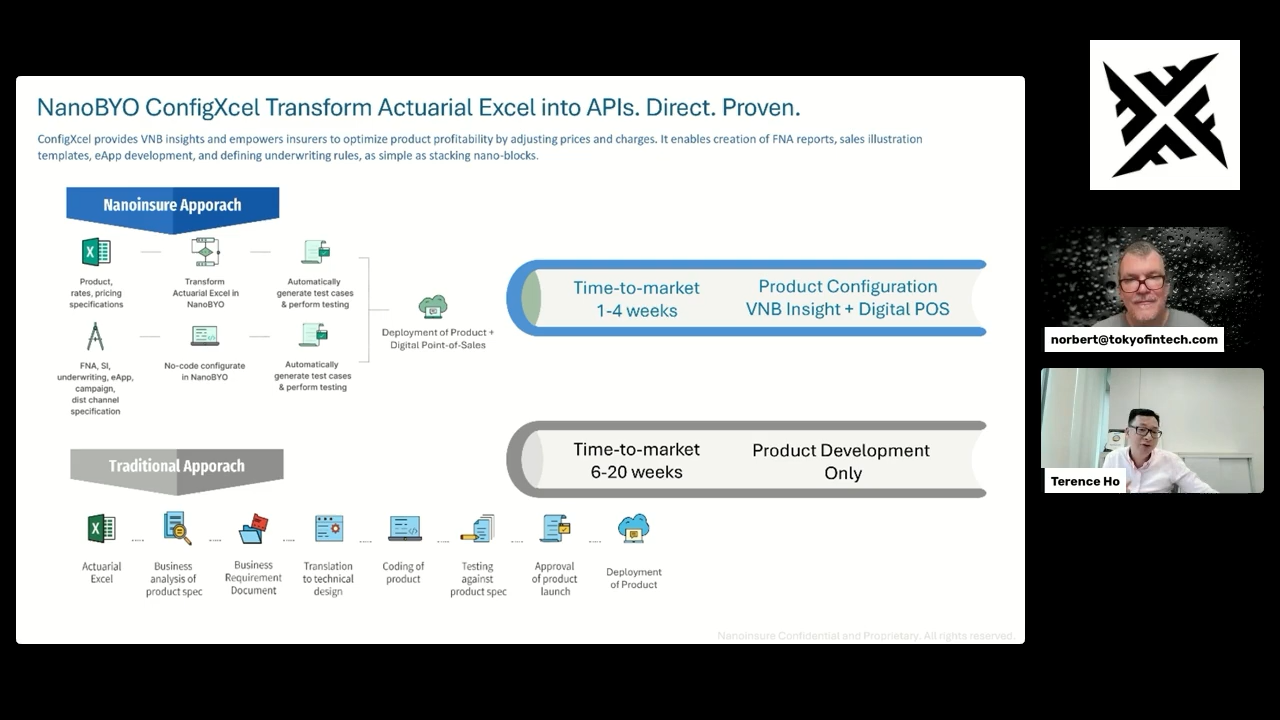 NanoBYO ConfigXcel Transform Actuarial Excel into APIs. Direct. Proven.
ConfigXcel provides VNB insights and empowers insurers to optimize product profitability by adjusting prices and charges. It enables creation of FNA reports, sales illustration
templates, eApp development, and defining underwriting rules, as simple as stacking nano-blocks.
Nanoinsure Apporach
Product,
rates, pricing
specifications
Transform
Actuarial Excel in
NanoBYO
Automatically
generate test cases
& perform testing
FNA, SI,
underwriting, eApp,
campaign,
dist channel
specification
No-code configurate
in NanoBYO
Automatically
generate test cases
& perform testing
Deployment of Product +
Digital Point-of-Sales
Time-to-market
1-4 weeks
Product Configuration
VNB Insight + Digital POS
Traditional Apporach
Time-to-market
6-20 weeks
Product Development
Only
Actuarial
Excel
Business
analysis of
product spec
Business
Requirement
Document
Translation
to technical
design
Coding of
product
Testing
against
product spec
Approval
of product
launch
Deployment
of Product
Nanoinsure Confidential and Proprietary. All rights reserved.
norbert@tokyofintech.com
Terence Ho